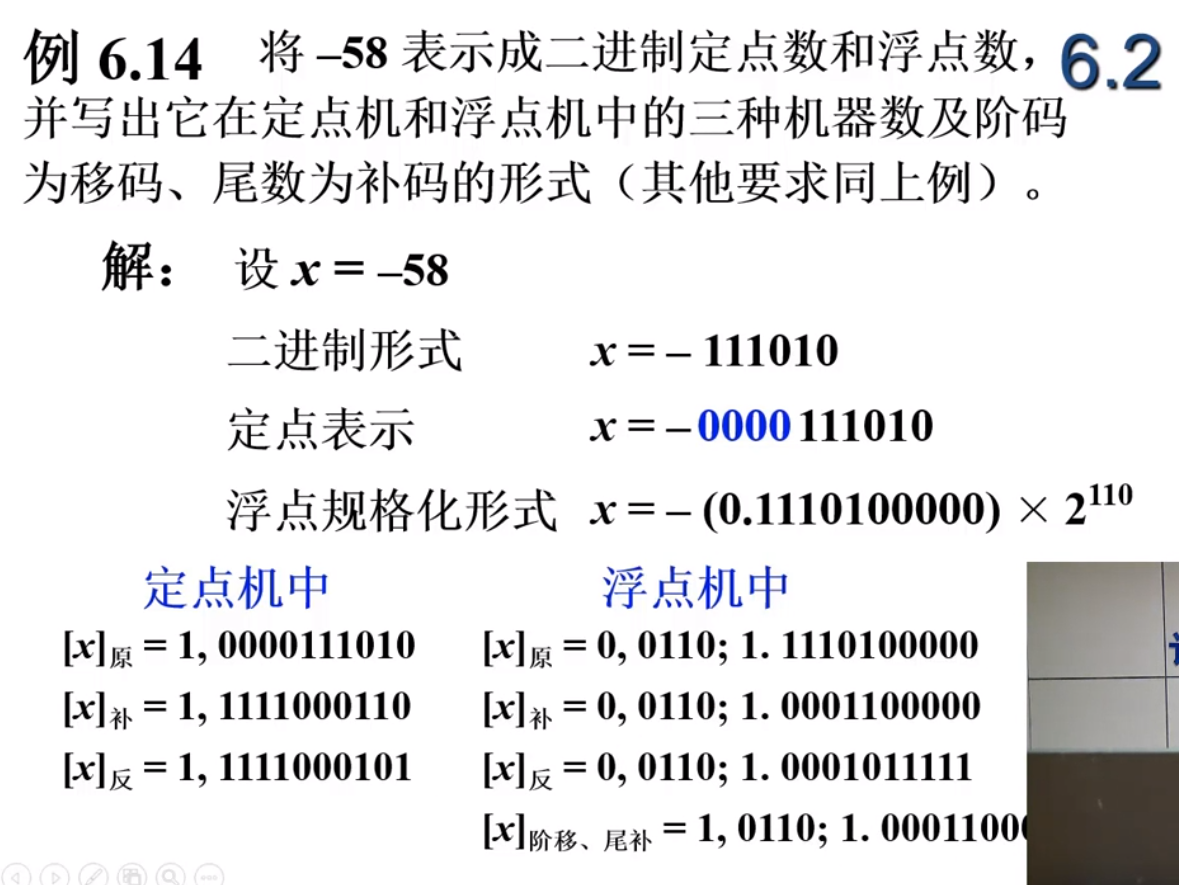 例 6.14 将 –58 表示成二进制定点数和浮点数， 6.2
并写出它在定点机和浮点机中的三种机器数及阶码
为移码、尾数为补码的形式（其他要求同上例）。
解： 设 x = –58
二进制形式 x = – 111010
定点表示 x = – 0000 111010
浮点规格化形式 x = – (0.1110100000) × 2^110
定点机中 浮点机中
[x]原 = 1, 0000111010 [x]原 = 0, 0110; 1. 1110100000
[x]补 = 1, 1111000110 [x]补 = 0, 0110; 1. 0001100000
[x]反 = 1, 1111000101 [x]反 = 0, 0110; 1. 0001011111
[x]阶移、尾补 = 1, 0110; 1. 0001100